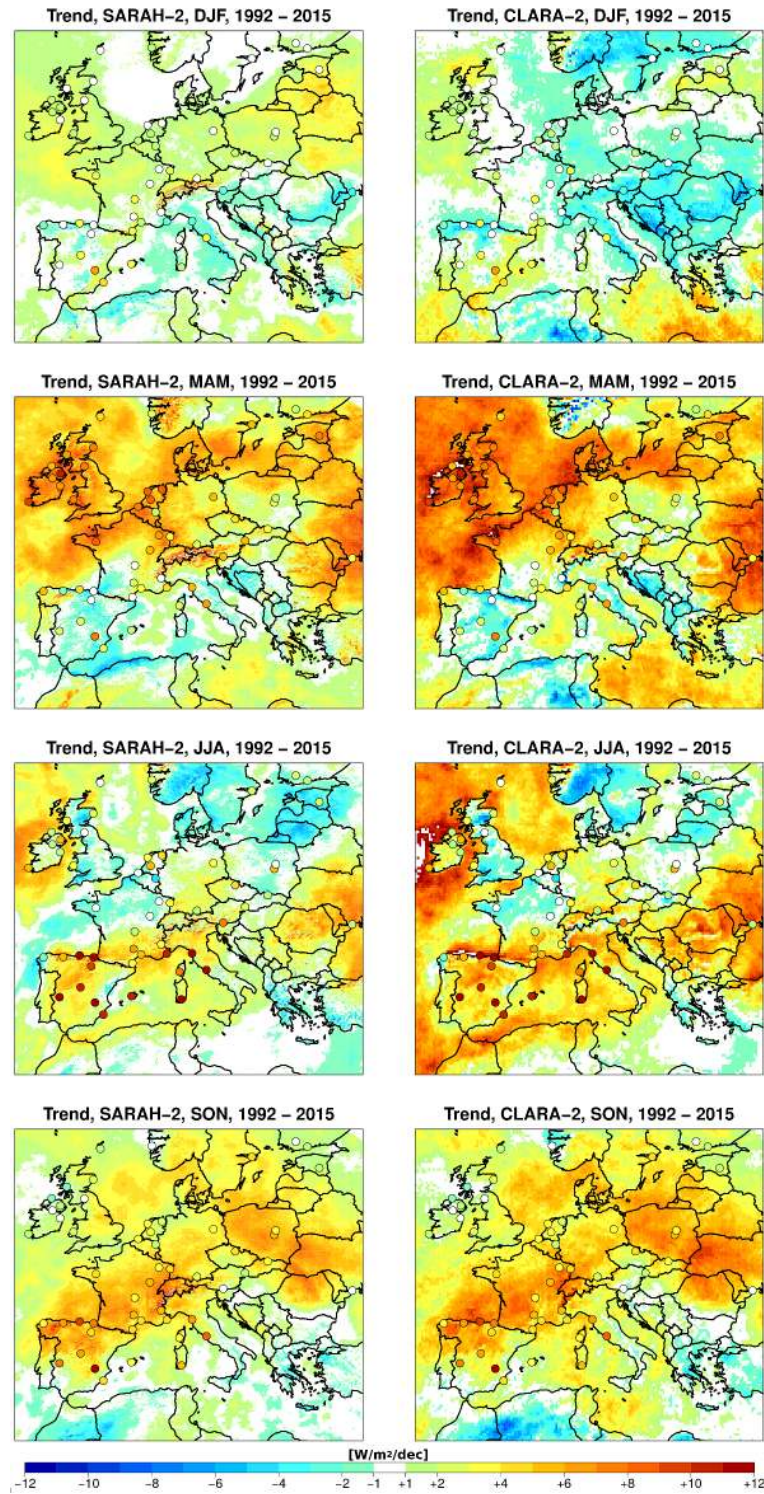 Trend, SARAH−2, DJF, 1992 − 2015
Trend, CLARA−2, DJF, 1992 − 2015
Trend, SARAH−2, MAM, 1992 − 2015
Trend, CLARA−2, MAM, 1992 − 2015
Trend, SARAH−2, JJA, 1992 − 2015
Trend, CLARA−2, JJA, 1992 − 2015
Trend, SARAH−2, SON, 1992 − 2015
Trend, CLARA−2, SON, 1992 − 2015
[W/m²/dec]
−12 −10 −8 −6 −4 −2 −1 +1 +2 +4 +6 +8 +10 +12